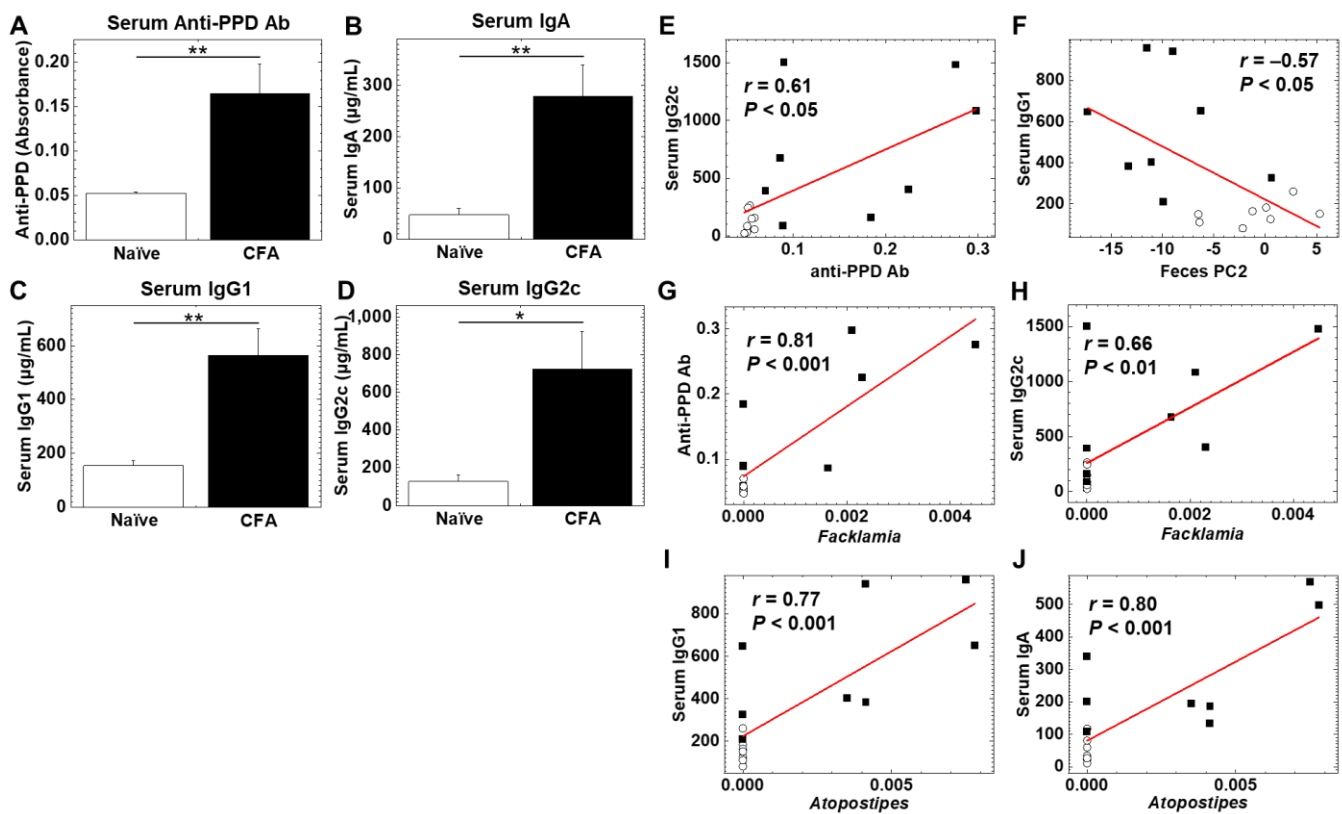 A
Serum Anti-PPD Ab
**
0.20
0.15
0.10
0.05
0.00
Anti-PPD (Absorbance)
Naïve
CFA
B
Serum IgA
**
300
200
100
0
Serum IgA (µg/mL)
Naïve
CFA
C
Serum IgG1
**
600
400
200
0
Serum IgG1 (µg/mL)
Naïve
CFA
D
Serum IgG2c
*
1,000
800
600
400
200
0
Serum IgG2c (µg/mL)
Naïve
CFA
E
r = 0.61
P < 0.05
1500
1000
500
0
Serum IgG2c
0.1
0.2
0.3
anti-PPD Ab
F
r = –0.57
P < 0.05
800
600
400
200
0
Serum IgG1
-15
-10
-5
0
5
Feces PC2
G
r = 0.81
P < 0.001
0.3
0.2
0.1
Anti-PPD Ab
0.000
0.002
0.004
Facklamia
H
r = 0.66
P < 0.01
1500
1000
500
0
Serum IgG2c
0.000
0.002
0.004
Facklamia
I
r = 0.77
P < 0.001
800
600
400
200
Serum IgG1
0.000
0.005
Atopostipes
J
r = 0.80
P < 0.001
500
400
300
200
100
0
Serum IgA
0.000
0.005
Atopostipes